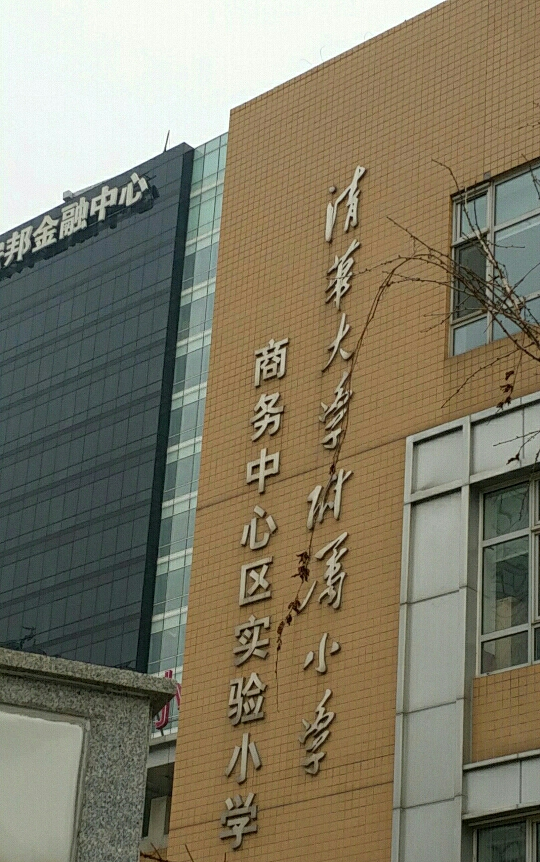 清华大学附属小学
商务中心区实验小学
邦金融中心